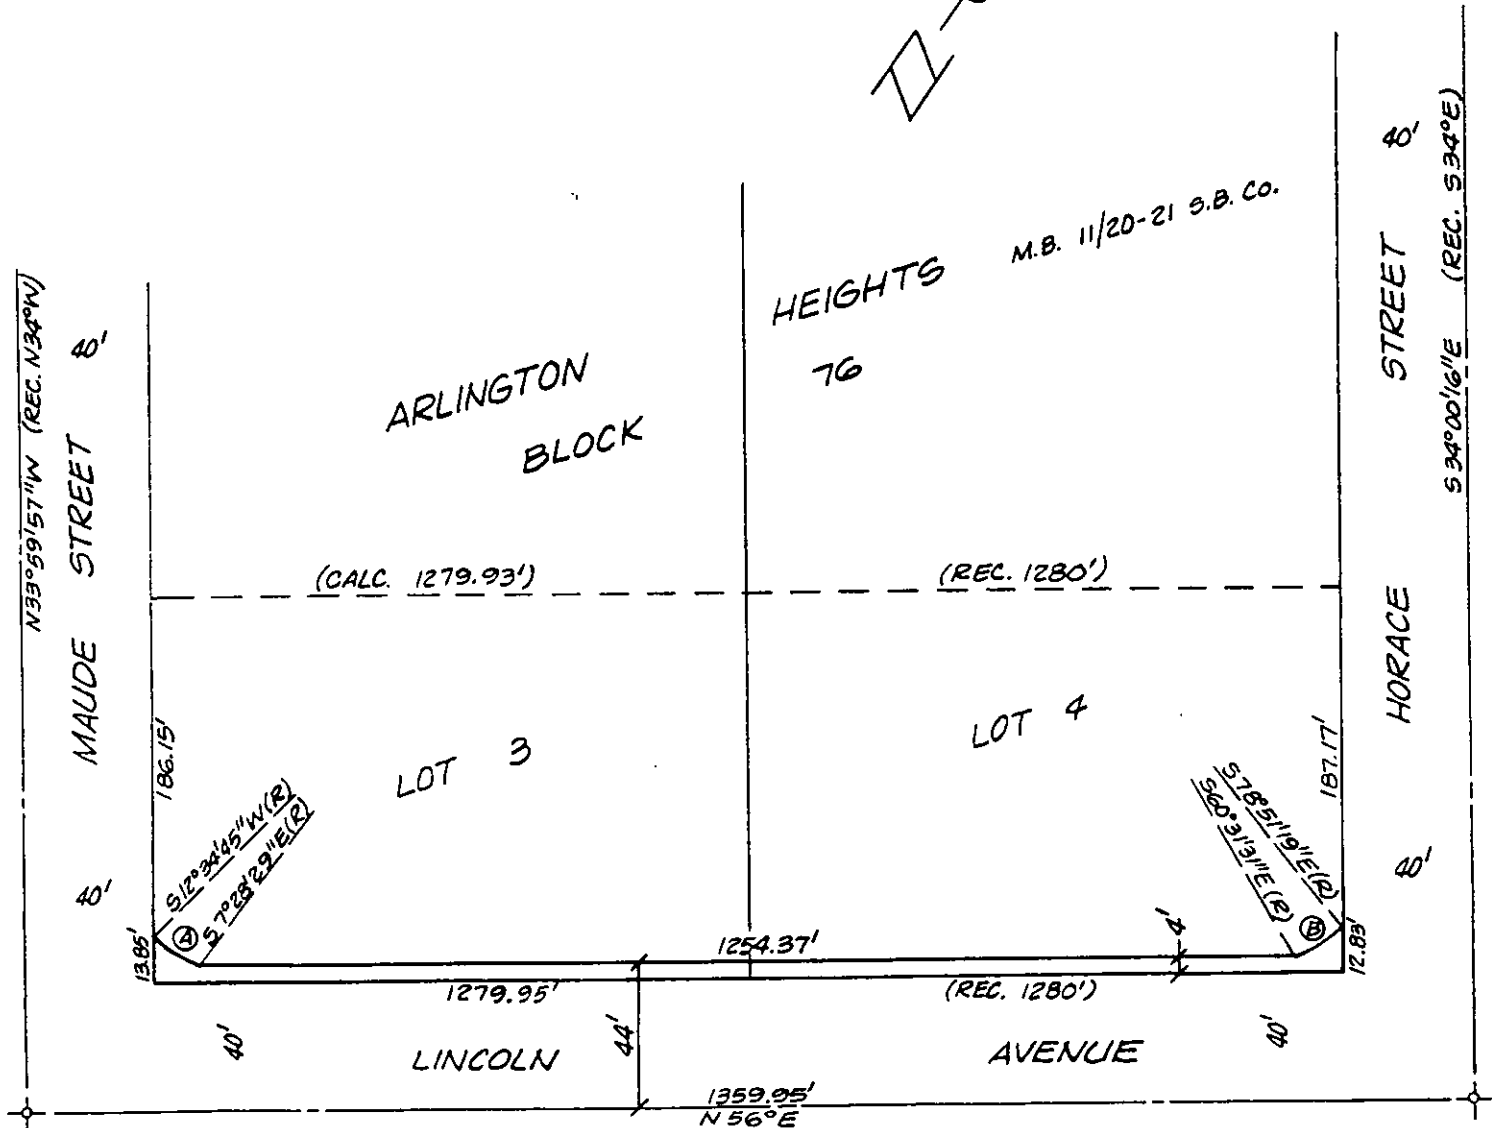 N33°59'57"W (REC. N34°W)
MAUDE STREET
40'
40'
ARLINGTON
HEIGHTS
M.B. 11/20-21 S.B. Co.
BLOCK
76
40'
S34°00'16"E (REC. S34°E)
HORACE STREET
40'
(CALC. 1279.93')
(REC. 1280')
186.15'
187.17'
LOT 3
LOT 4
S12°34'45"W(R)
S7°28'29"E(R)
A
S78°51'19"E(R)
S60°31'31"E(R)
B
13.85'
12.83'
1254.37'
4'
1279.95'
(REC. 1280')
40'
44'
40'
LINCOLN AVENUE
1359.95'
N56°E